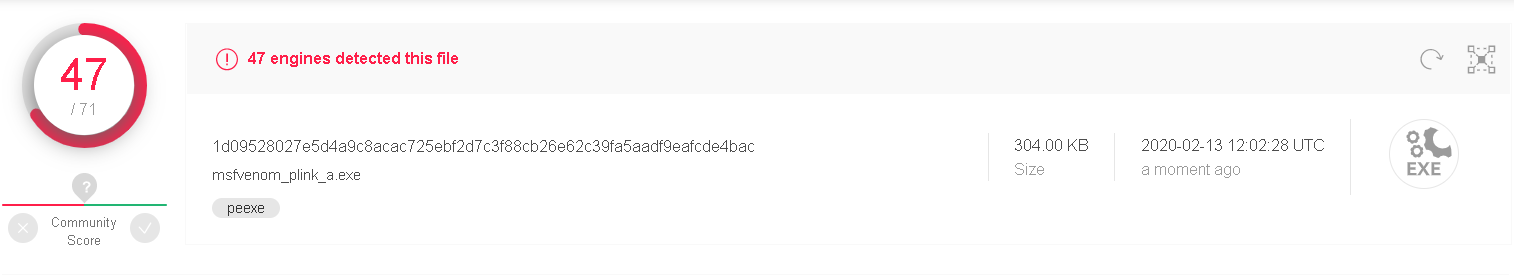 47
/ 71
?
Community
Score
47 engines detected this file
1d09528027e5d4a9c8acac725ebf2d7c3f88cb26e62c39fa5aadf9eafcde4bac
msfvenom_plink_a.exe
peexe
304.00 KB
Size
2020-02-13 12:02:28 UTC
a moment ago
EXE